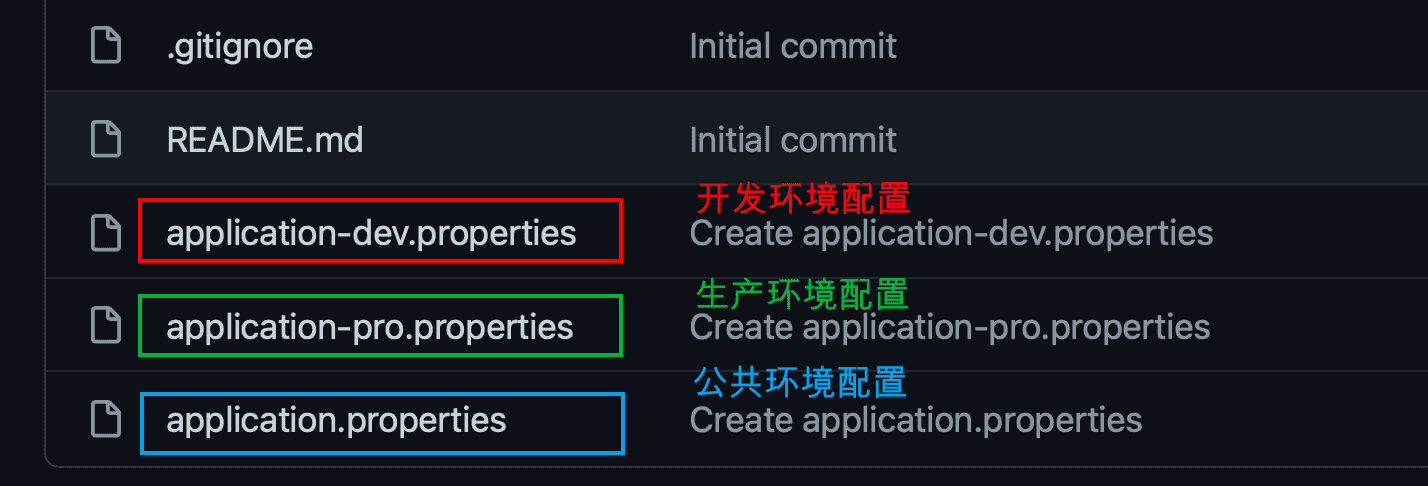 .gitignore Initial commit
README.md Initial commit
开发环境配置
application-dev.properties Create application-dev.properties
生产环境配置
application-pro.properties Create application-pro.properties
公共环境配置
application.properties Create application.properties